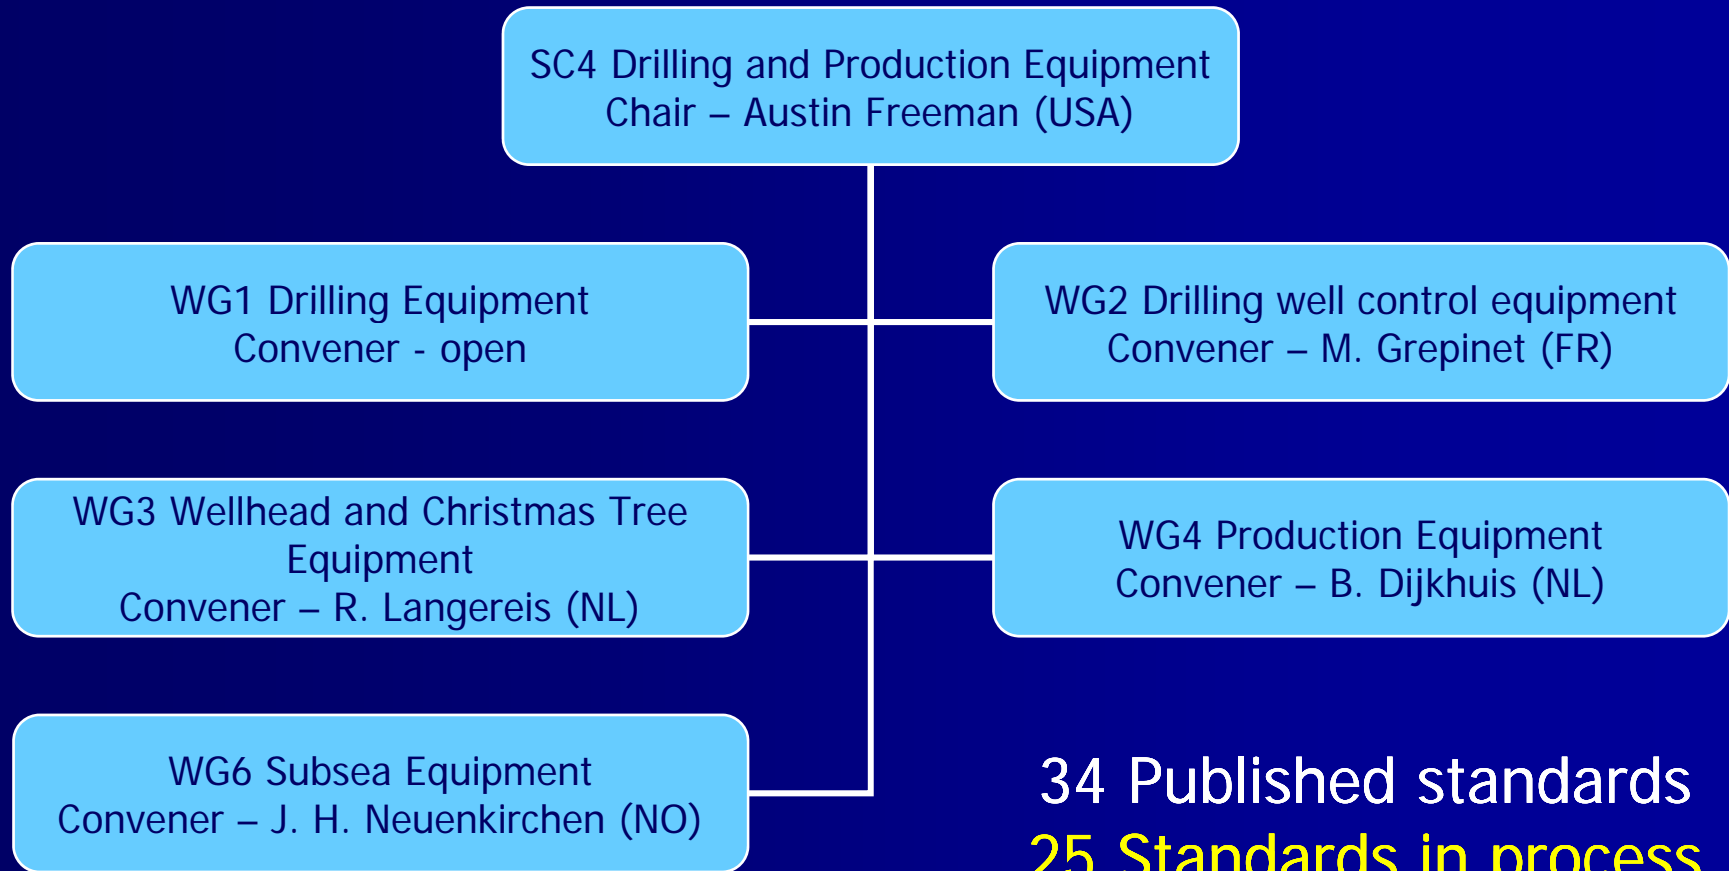 SC4 Drilling and Production Equipment
Chair – Austin Freeman (USA)
WG1 Drilling Equipment
Convener - open
WG2 Drilling well control equipment
Convener – M. Grepinet (FR)
WG3 Wellhead and Christmas Tree
Equipment
Convener – R. Langereis (NL)
WG4 Production Equipment
Convener – B. Dijkhuis (NL)
WG6 Subsea Equipment
Convener – J. H. Neuenkirchen (NO)
34 Published standards
25 Standards in process